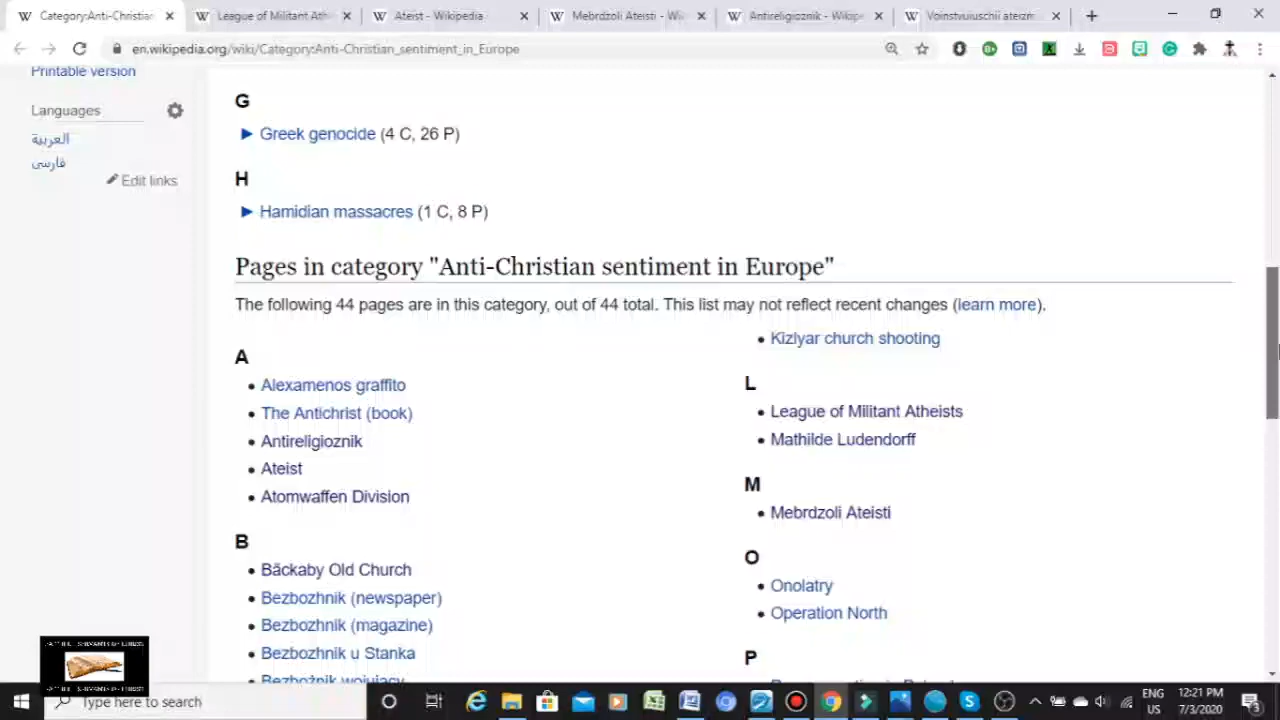 Category:Anti-Christian
League of Militant Ath
Ateist - Wikipedia
Mebrdzoli Ateisti - Wi
Antireligioznik - Wikip
Voinstvuiuschii ateizm
en.wikipedia.org/wiki/Category:Anti-Christian_sentiment_in_Europe
Printable version
Languages
العربية
فارسی
Edit links
G
► Greek genocide (4 C, 26 P)
H
► Hamidian massacres (1 C, 8 P)
Pages in category "Anti-Christian sentiment in Europe"
The following 44 pages are in this category, out of 44 total. This list may not reflect recent changes (learn more).
A
• Alexamenos graffito
• The Antichrist (book)
• Antireligioznik
• Ateist
• Atomwaffen Division
B
• Bäckaby Old Church
• Bezbozhnik (newspaper)
• Bezbozhnik (magazine)
• Bezbozhnik u Stanka
• Bezbożnik wojujący
• Kizlyar church shooting
L
• League of Militant Atheists
• Mathilde Ludendorff
M
• Mebrdzoli Ateisti
O
• Onolatry
• Operation North
P
Type here to search
ENG
US
12:21 PM
7/3/2020
3